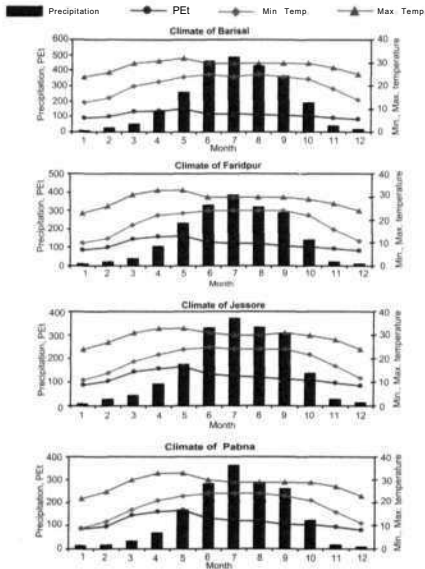 Precipitation PEt Min Temp. Max. Temp
Climate of Barisal
600 500 400 300 200 100 0
40 30 20 10 0
Precipitation, PEt
Min., Max. temperature
1 2 3 4 5 6 7 8 9 10 11 12
Month
Climate of Faridpur
500 400 300 200 100 0
40 30 20 10 0
Precipitation, PEt
Min., Max. temperature
1 2 3 4 5 6 7 8 9 10 11 12
Month
Climate of Jessore
400 300 200 100 0
40 30 20 10 0
Precipitation, PEt
Min., Max. temperature
1 2 3 4 5 6 7 8 9 10 11 12
Month
Climate of Pabna
400 300 200 100 0
40 30 20 10 0
Precipitation, PEt
Min., Max. temperature
1 2 3 4 5 6 7 8 9 10 11 12
Month